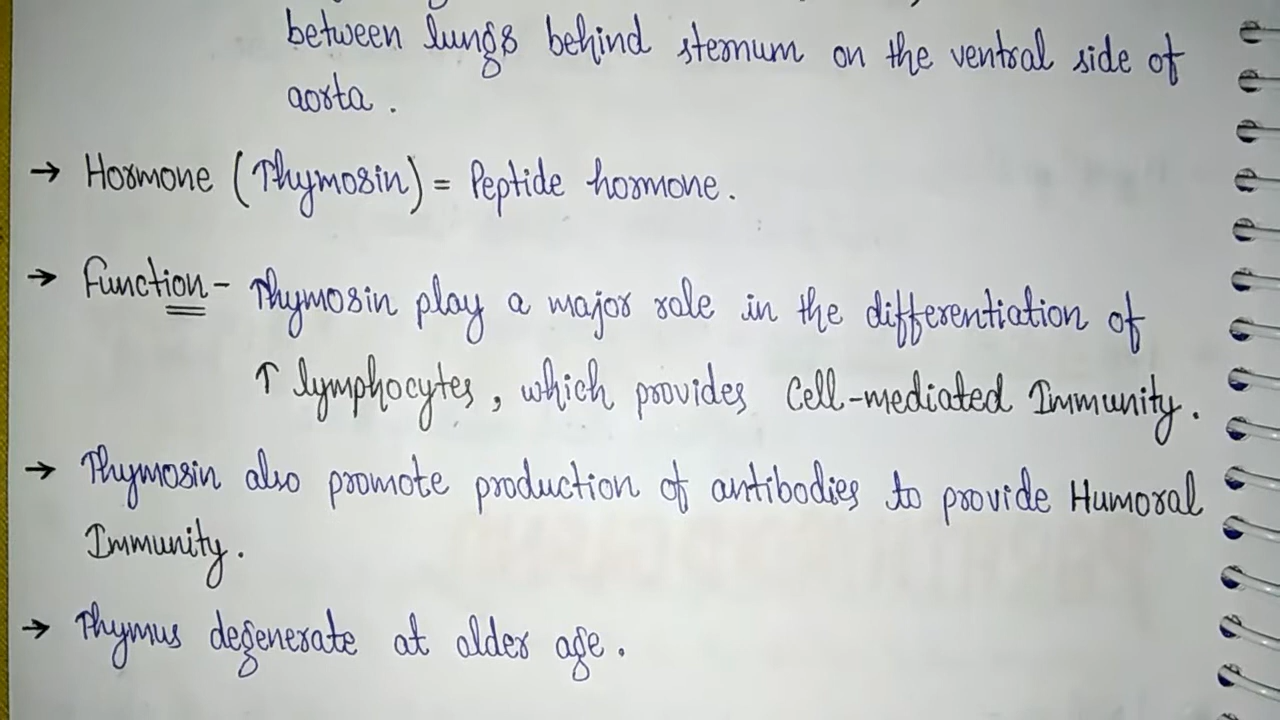 between lungs behind sternum on the ventral side of
aorta.
→ Hormone (Thymosin) = Peptide hormone.
→ Function - Thymosin play a major role in the differentiation of
T lymphocytes, which provides Cell-mediated Immunity.
→ Thymosin also promote production of antibodies to provide Humoral
Immunity.
→ Thymus degenerate at older age.